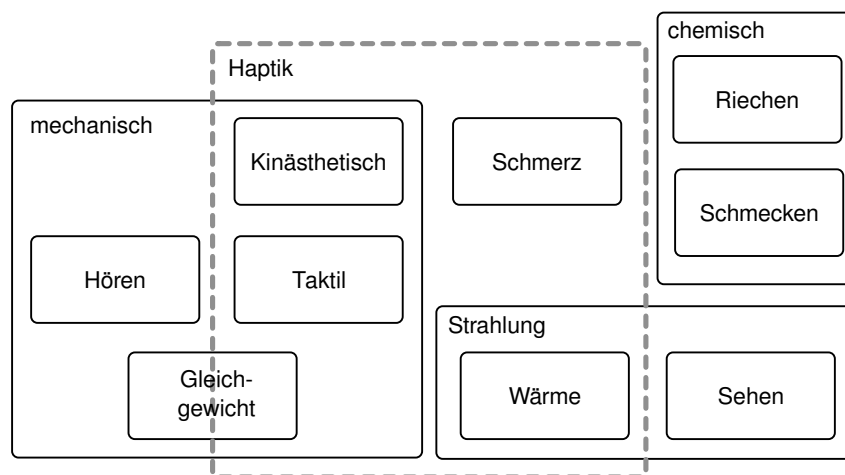 chemisch
Haptik
Riechen
mechanisch
Kinästhetisch
Schmerz
Schmecken
Hören
Taktil
Strahlung
Gleich-
gewicht
Wärme
Sehen